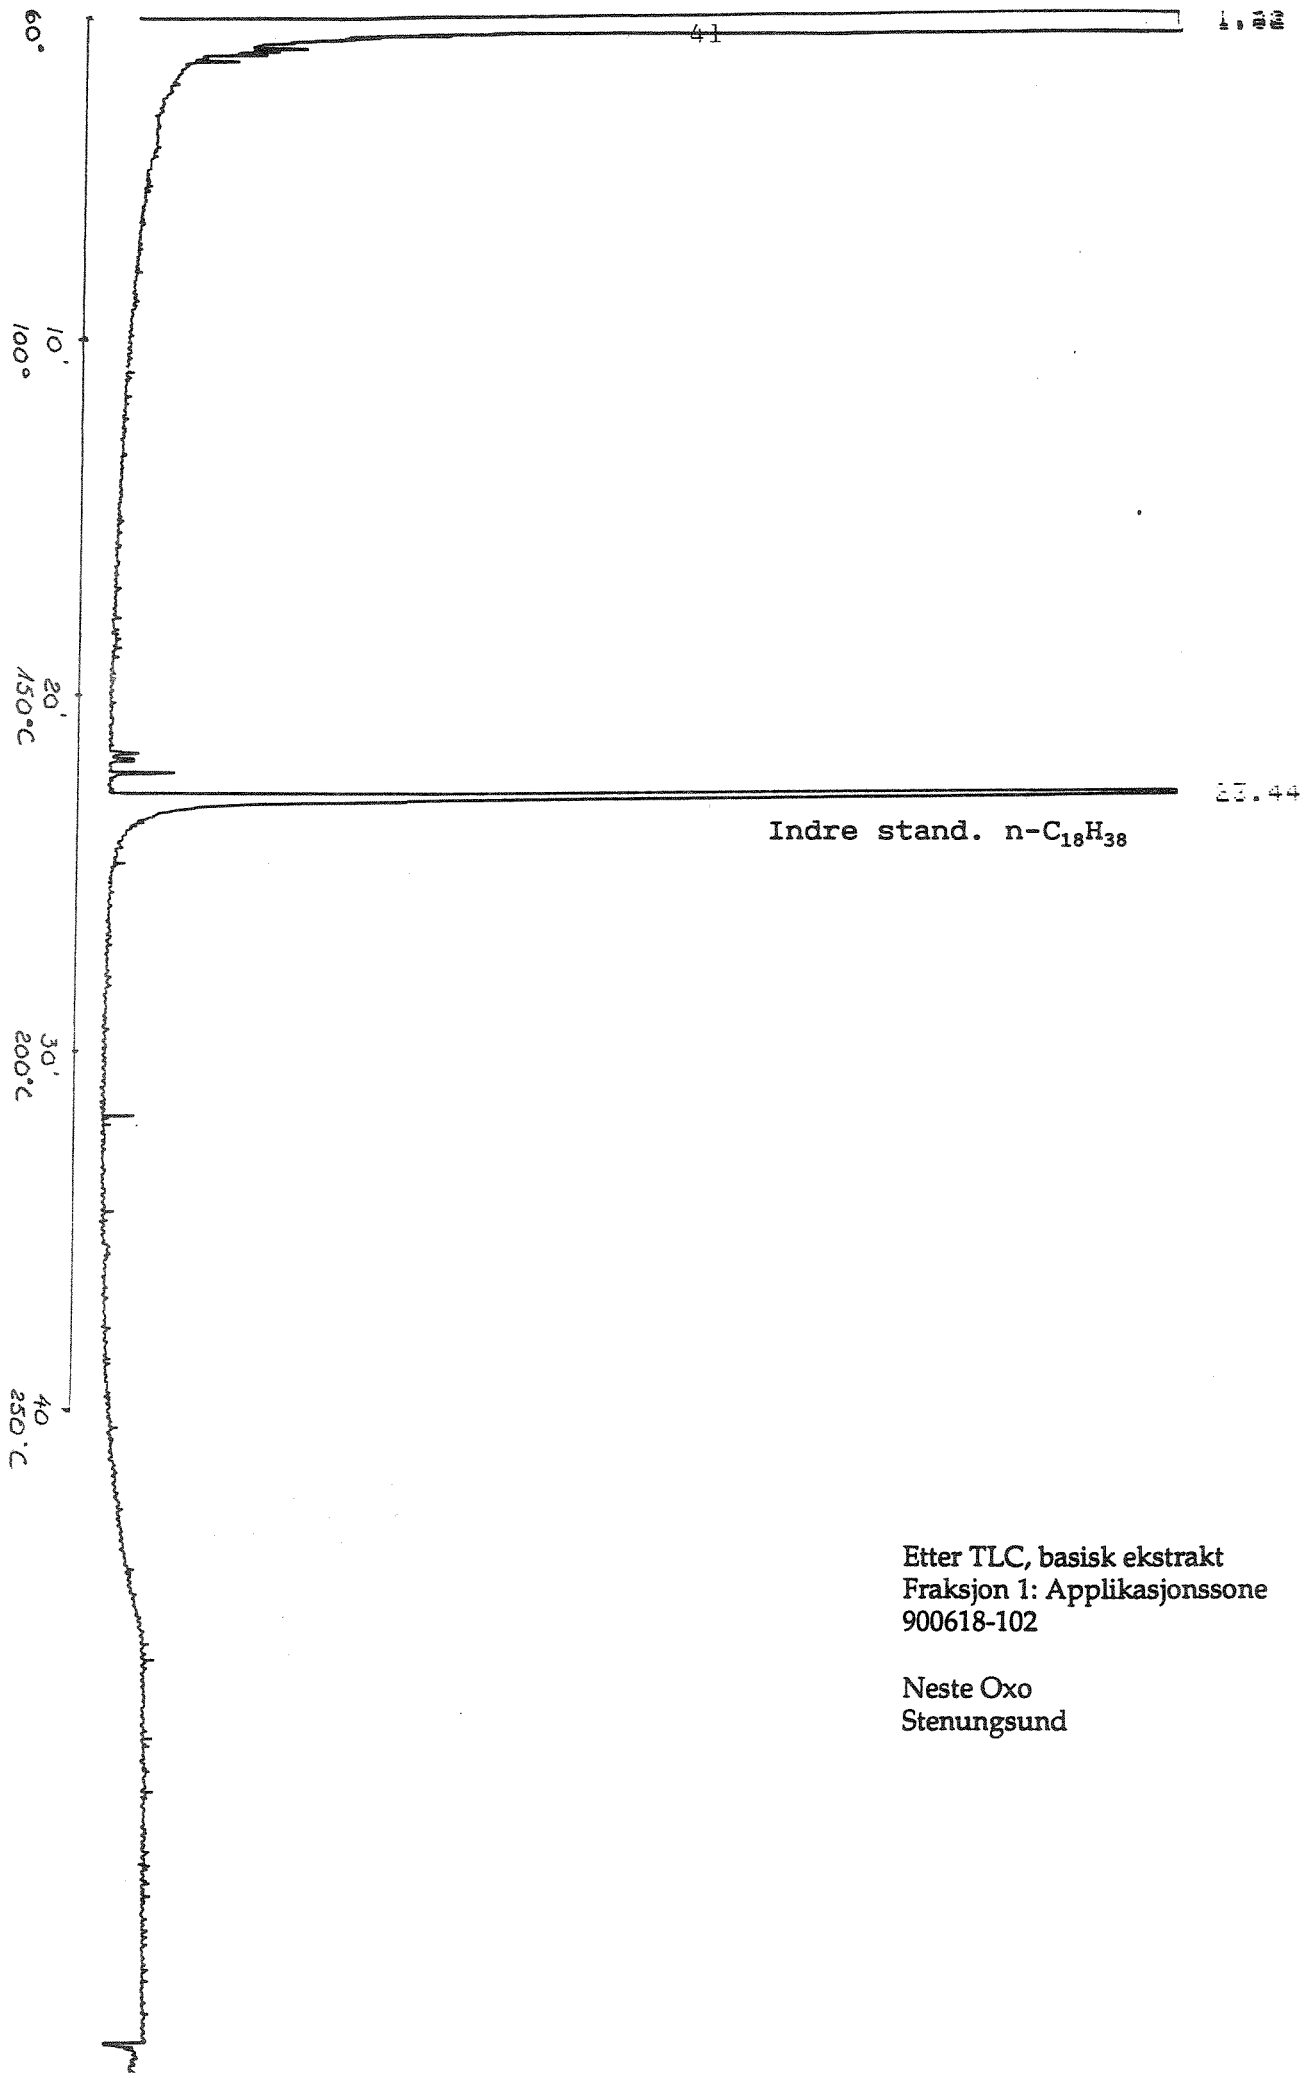 41
60°
10'
100°
20'
150°C
23.44
Indre stand. n-C₁₈H₃₈
30'
200°C
40
250°C
Etter TLC, basisk ekstrakt
Fraksjon 1: Applikasjonssone
900618-102
Neste Oxo
Stenungsund